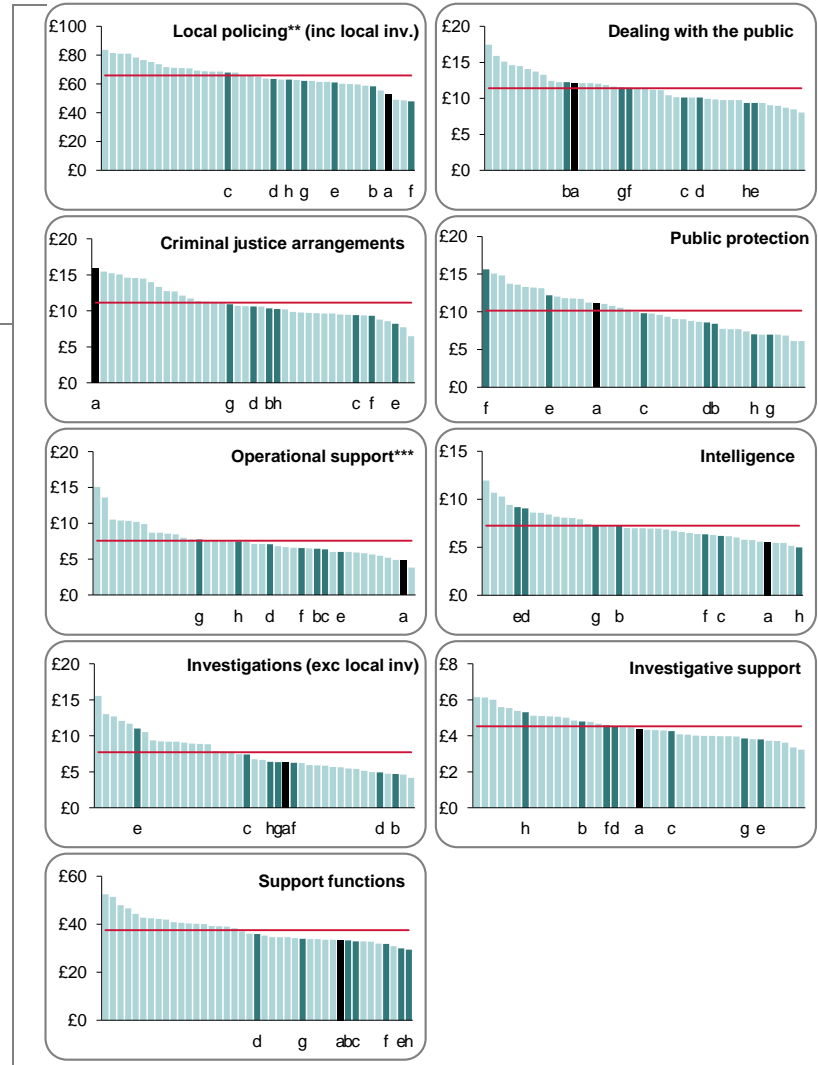 Local policing** (inc local inv.)
£100
£80
£60
£40
£20
£0
c d h g e b a f
Dealing with the public
£20
£15
£10
£5
£0
ba gf c d he
Criminal justice arrangements
£20
£15
£10
£5
£0
a g d bh c f e
Public protection
£20
£15
£10
£5
£0
f e a c db h g
Operational support***
£20
£15
£10
£5
£0
g h d f bc e a
Intelligence
£15
£10
£5
£0
ed g b f c a h
Investigations (exc local inv)
£20
£15
£10
£5
£0
e c hgaf d b
Investigative support
£8
£6
£4
£2
£0
h b fd a c g e
Support functions
£60
£40
£20
£0
d g abc f eh